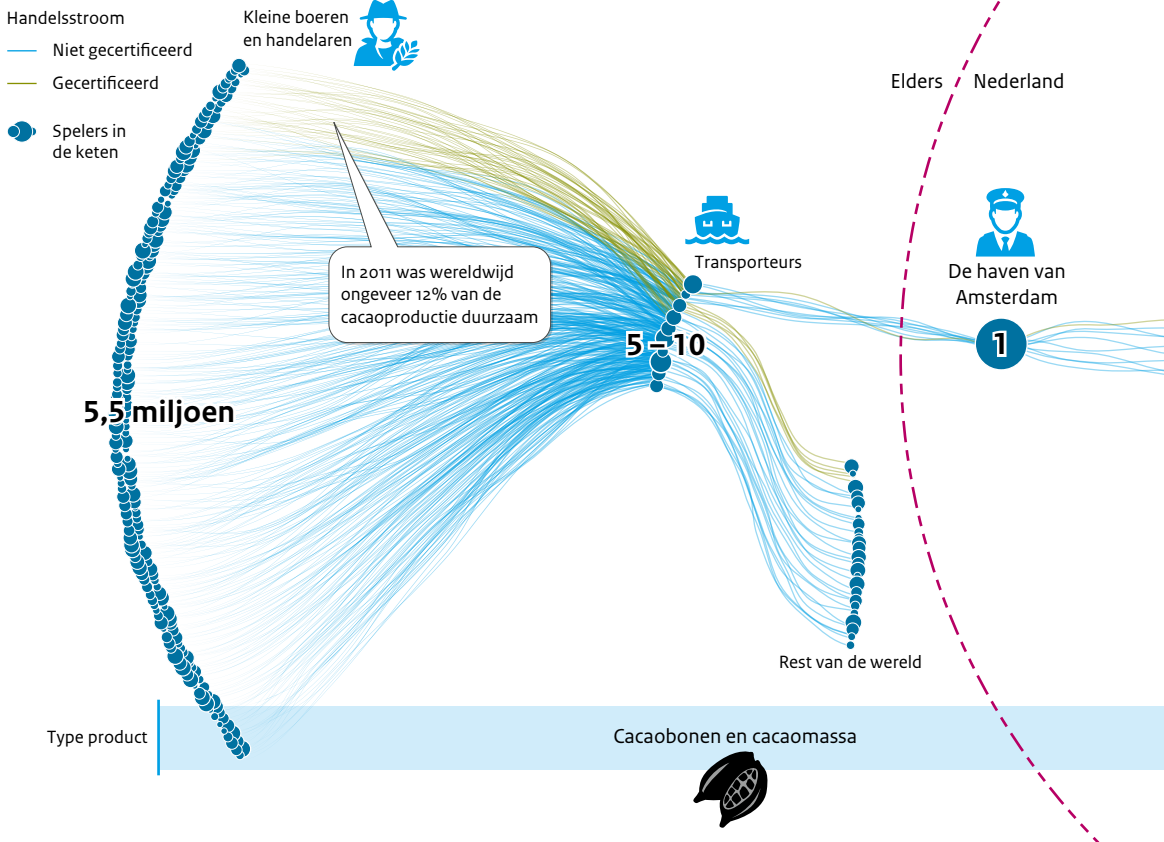 Handelsstroom
Niet gecertificeerd
Gecertificeerd
Spelers in
de keten
Kleine boeren
en handelaren
Elders
Nederland
In 2011 was wereldwijd
ongeveer 12% van de
cacaoproductie duurzaam
Transporteurs
De haven van
Amsterdam
5 – 10
1
5,5 miljoen
Rest van de wereld
Type product
Cacaobonen en cacaomassa